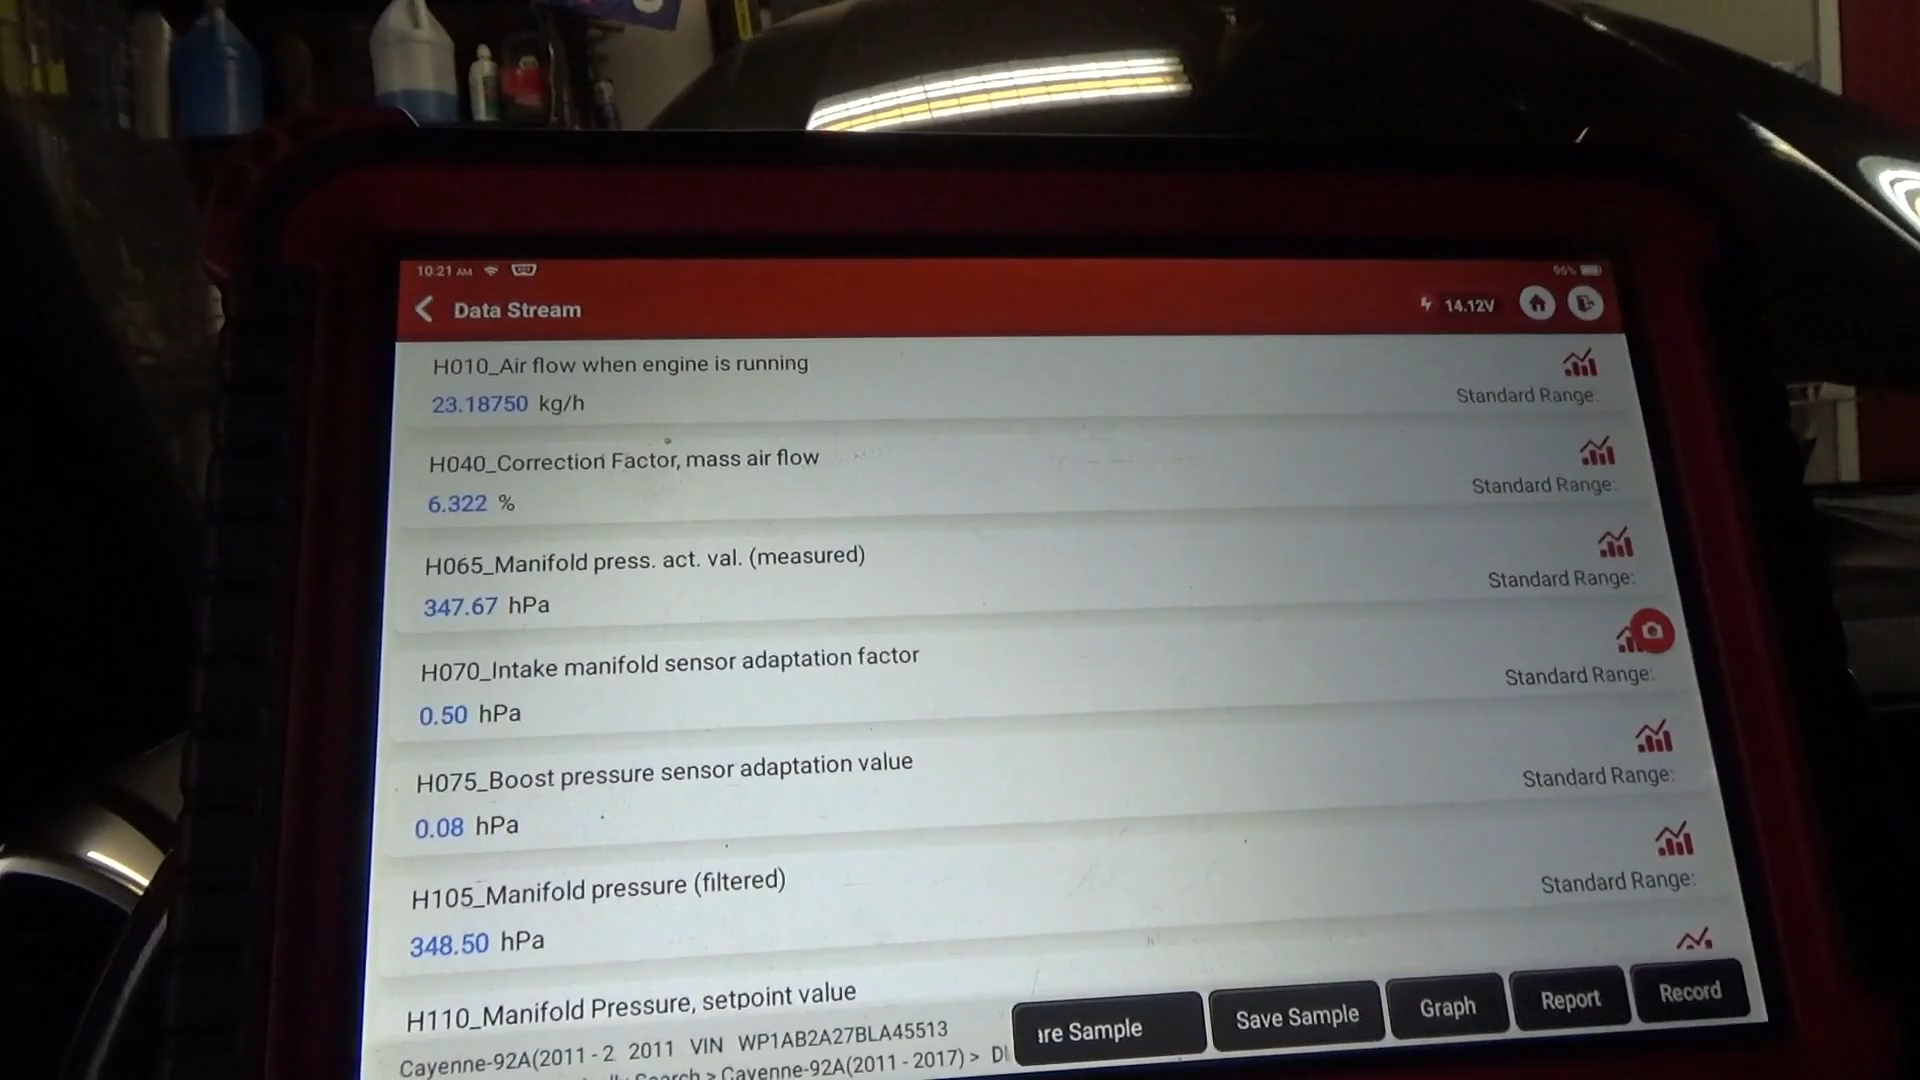 10:21 AM
96%
Data Stream
14.12V
H010_Air flow when engine is running
23.18750 kg/h
Standard Range:
H040_Correction Factor, mass air flow
6.322 %
Standard Range:
H065_Manifold press. act. val. (measured)
347.67 hPa
Standard Range:
H070_Intake manifold sensor adaptation factor
0.50 hPa
Standard Range:
H075_Boost pressure sensor adaptation value
0.08 hPa
Standard Range:
H105_Manifold pressure (filtered)
348.50 hPa
Standard Range:
H110_Manifold Pressure, setpoint value
are Sample
Save Sample
Graph
Report
Record
Cayenne-92A(2011 - 2 2011 VIN WP1AB2A27BLA45513
Search > Cayenne-92A(2011 - 2017) >